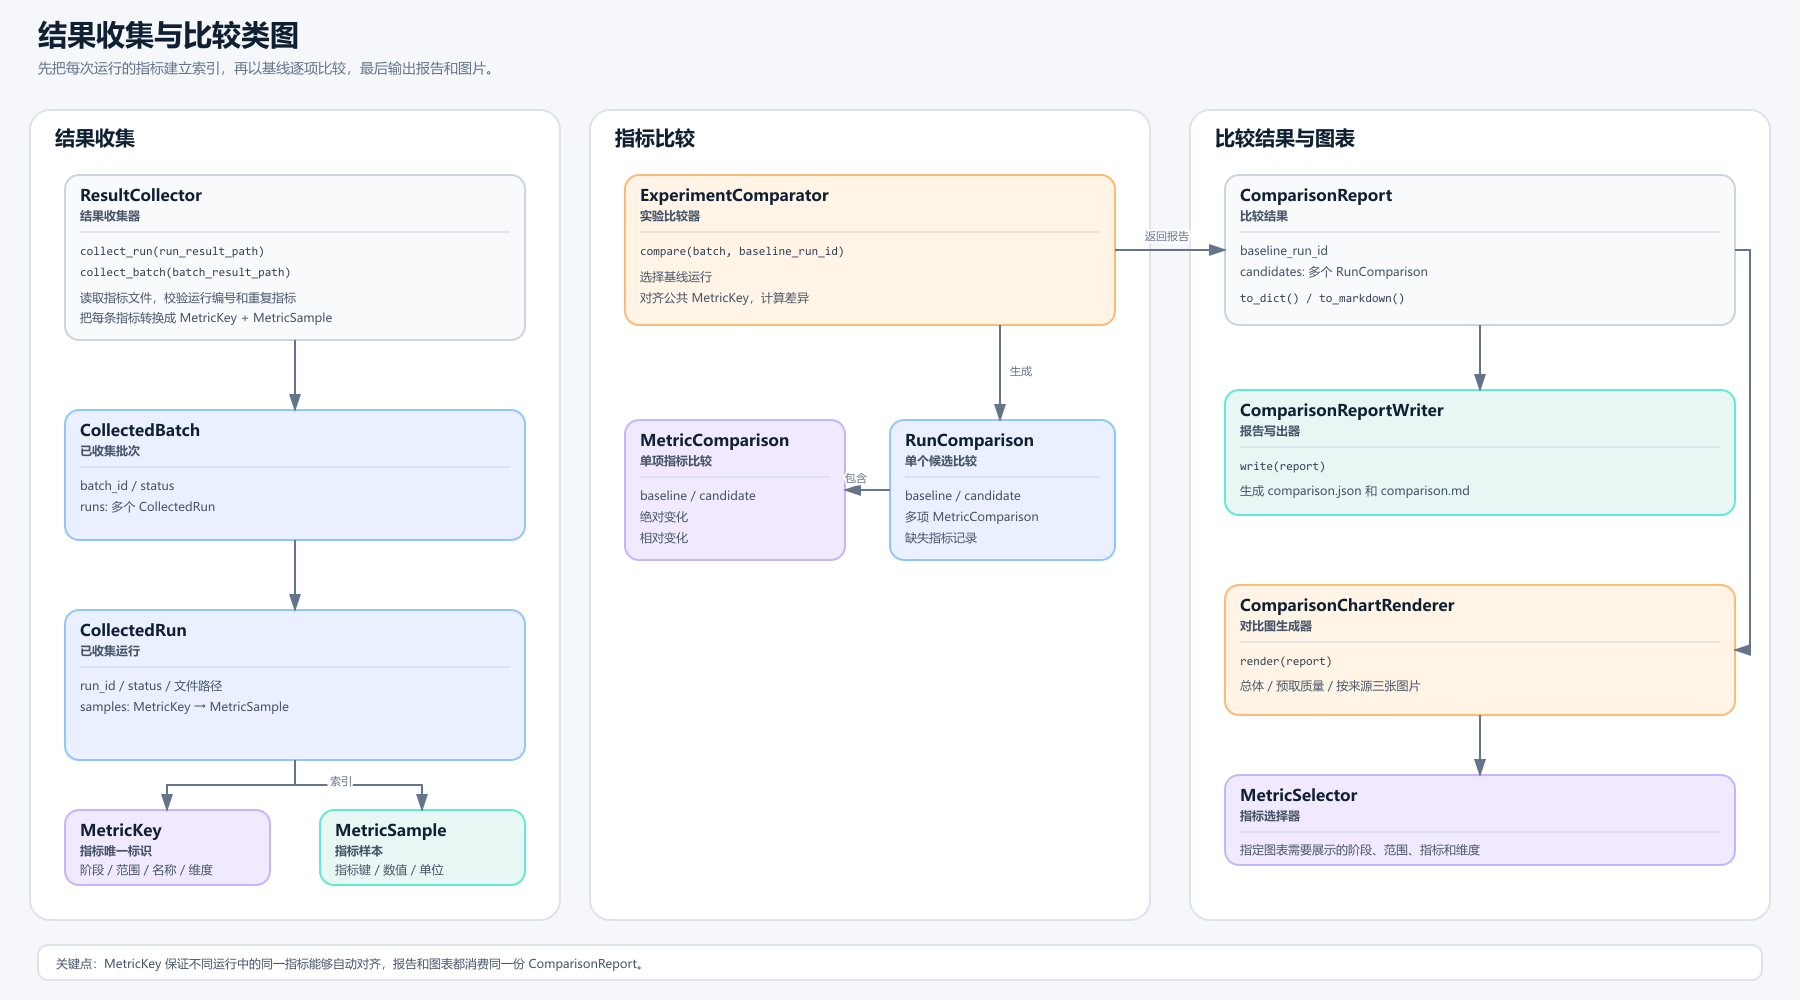 结果收集与比较类图
先把每次运行的指标建立索引，再以基线逐项比较，最后输出报告和图片。
结果收集
ResultCollector
结果收集器
collect_run(run_result_path)
collect_batch(batch_result_path)
读取指标文件，校验运行编号和重复指标
把每条指标转换成 MetricKey + MetricSample
CollectedBatch
已收集批次
batch_id / status
runs: 多个 CollectedRun
CollectedRun
已收集运行
run_id / status / 文件路径
samples: MetricKey → MetricSample
索引
MetricKey
指标唯一标识
阶段 / 范围 / 名称 / 维度
MetricSample
指标样本
指标键 / 数值 / 单位
指标比较
ExperimentComparator
实验比较器
compare(batch, baseline_run_id)
选择基线运行
对齐公共 MetricKey，计算差异
返回报告
生成
MetricComparison
单项指标比较
baseline / candidate
绝对变化
相对变化
包含
RunComparison
单个候选比较
baseline / candidate
多项 MetricComparison
缺失指标记录
比较结果与图表
ComparisonReport
比较结果
baseline_run_id
candidates: 多个 RunComparison
to_dict() / to_markdown()
ComparisonReportWriter
报告写出器
write(report)
生成 comparison.json 和 comparison.md
ComparisonChartRenderer
对比图生成器
render(report)
总体 / 预取质量 / 按来源三张图片
MetricSelector
指标选择器
指定图表需要展示的阶段、范围、指标和维度
关键点：MetricKey 保证不同运行中的同一指标能够自动对齐，报告和图表都消费同一份 ComparisonReport。